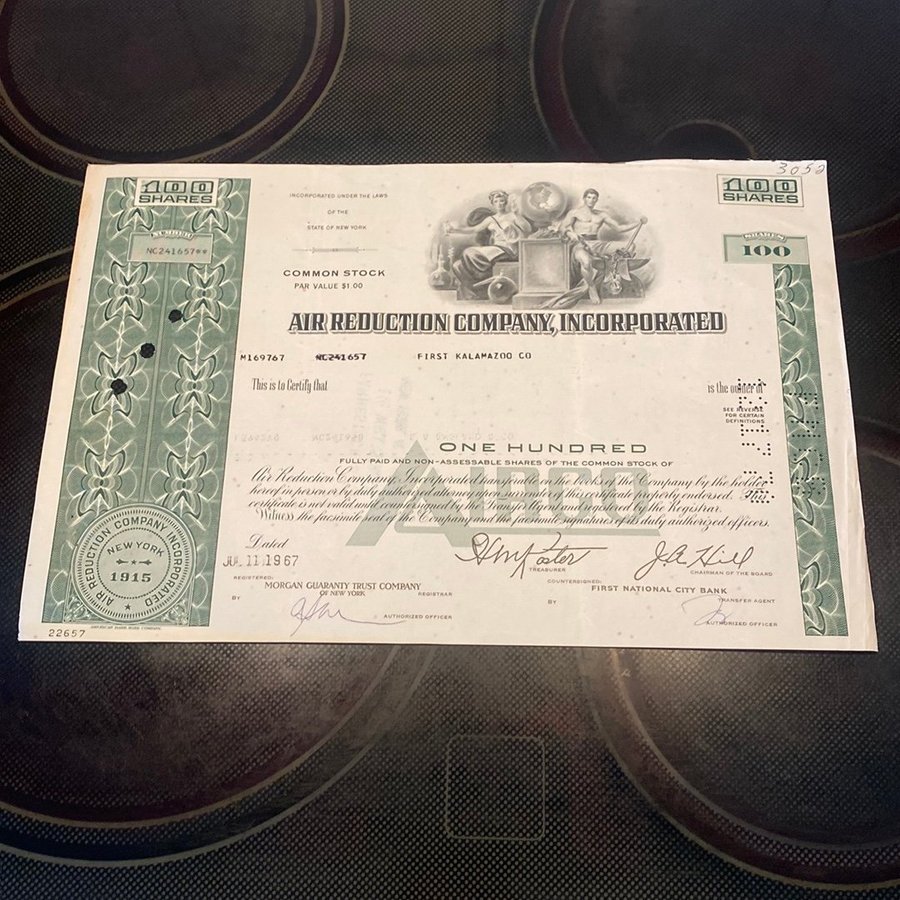 3052
100
SHARES
100
SHARES
INCORPORATED UNDER THE LAWS
OF THE
STATE OF NEW YORK
NUMBER
NC241657**
SHARES
100
COMMON STOCK
PAR VALUE $1.00
AIR REDUCTION COMPANY, INCORPORATED
M169767 NC241657 FIRST KALAMAZOO CO
This is to Certify that
is the owner of
SEE REVERSE
FOR CERTAIN
DEFINITIONS
ONE HUNDRED
FULLY PAID AND NON-ASSESSABLE SHARES OF THE COMMON STOCK OF
Air Reduction Company, Incorporated, transferable on the books of the Company by the holder
hereof in person or by duly authorized attorney upon surrender of this certificate properly endorsed. This
certificate is not valid until countersigned by the Transfer Agent and registered by the Registrar.
Witness the facsimile seal of the Company and the facsimile signatures of its duly authorized officers.
Dated
JUL 11 1967
TREASURER
J A Hill
CHAIRMAN OF THE BOARD
AIR REDUCTION COMPANY INCORPORATED
NEW YORK
1915
REGISTERED:
MORGAN GUARANTY TRUST COMPANY
OF NEW YORK
REGISTRAR
BY
AUTHORIZED OFFICER
COUNTERSIGNED:
FIRST NATIONAL CITY BANK
TRANSFER AGENT
BY
AUTHORIZED OFFICER
AMERICAN BANK NOTE COMPANY.
22657